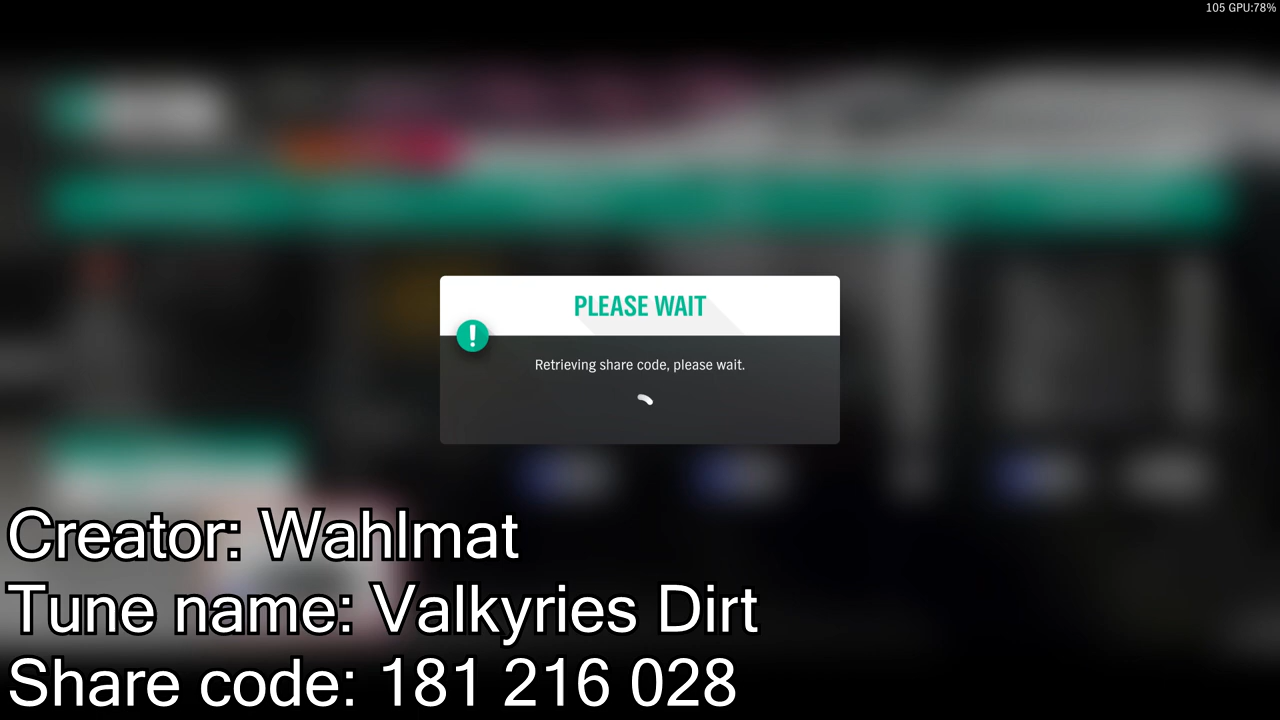 105 GPU:78%
PLEASE WAIT
!
Retrieving share code, please wait.
Creator: Wahlmat
Tune name: Valkyries Dirt
Share code: 181 216 028